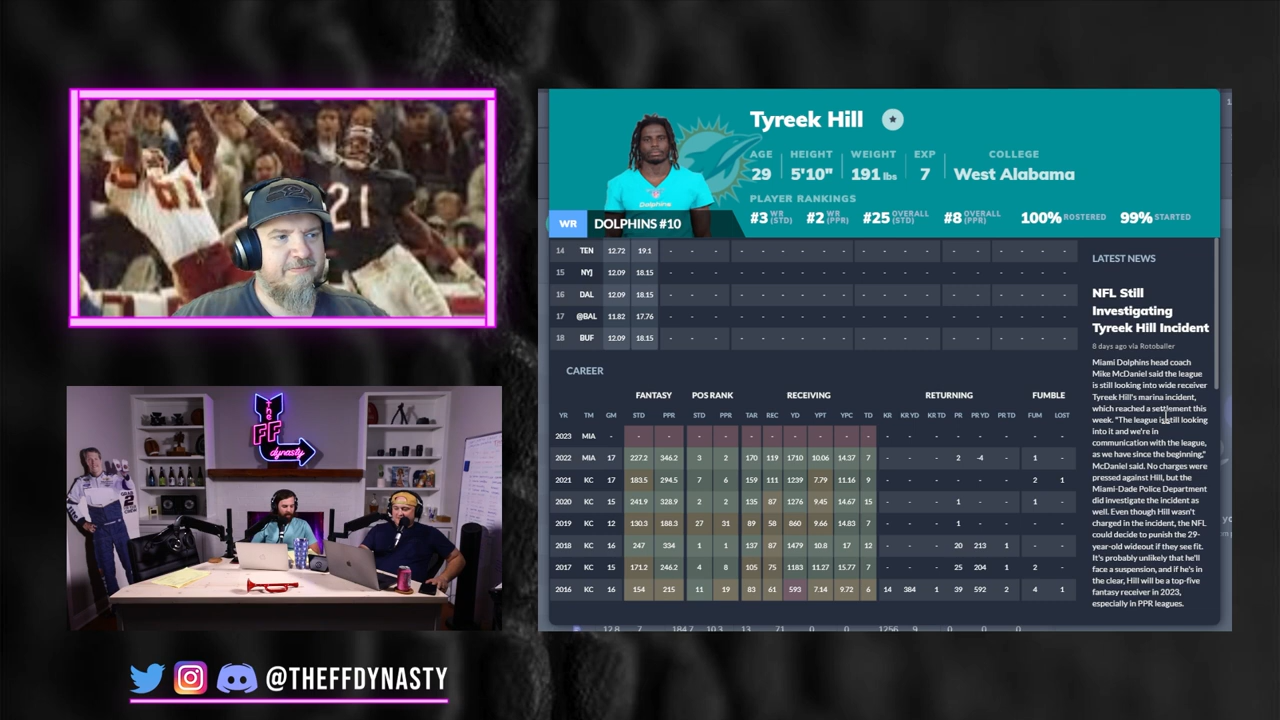 Tyreek Hill
AGE HEIGHT WEIGHT EXP COLLEGE
29 5'10" 191 lbs 7 West Alabama
PLAYER RANKINGS
#3 WR (STD) #2 WR (PPR) #25 OVERALL (STD) #8 OVERALL (PPR) 100% ROSTERED 99% STARTED
WR DOLPHINS #10
Dolphins
81
21
14 TEN 12.72 19.1 - - - - - - - - - - - - - - - - -
15 NYJ 12.09 18.15 - - - - - - - - - - - - - - - - -
16 DAL 12.09 18.15 - - - - - - - - - - - - - - - - -
17 @BAL 11.82 17.76 - - - - - - - - - - - - - - - - -
18 BUF 12.09 18.15 - - - - - - - - - - - - - - - - -
CAREER
FANTASY POS RANK RECEIVING RETURNING FUMBLE
YR TM GM STD PPR STD PPR TAR REC YD YPT YPC TD KR KR YD KR TD PR PR YD PR TD FUM LOST
2023 MIA - - - - - - - - - - - - - - - - - - -
2022 MIA 17 227.2 346.2 3 2 170 119 1710 10.06 14.37 7 - - - 2 -4 - 1 -
2021 KC 17 183.5 294.5 7 6 159 111 1239 7.79 11.16 9 - - - - - - 2 1
2020 KC 15 241.9 328.9 2 2 135 87 1276 9.45 14.67 15 - - - 1 - - 1 -
2019 KC 12 130.3 188.3 27 31 89 58 860 9.66 14.83 7 - - - 1 - - - -
2018 KC 16 247 334 1 1 137 87 1479 10.8 17 12 - - - 20 213 1 - -
2017 KC 15 171.2 246.2 4 8 105 75 1183 11.27 15.77 7 - - - 25 204 1 2 -
2016 KC 16 154 215 11 19 83 61 593 7.14 9.72 6 14 384 1 39 592 2 4 1
LATEST NEWS
NFL Still
Investigating
Tyreek Hill Incident
8 days ago via Rotoballer
Miami Dolphins head coach
Mike McDaniel said the league
is still looking into wide receiver
Tyreek Hill's marina incident,
which reached a settlement this
week. "The league is still looking
into it and we're in
communication with the league,
as we have since the beginning,"
McDaniel said. No charges were
pressed against Hill, but the
Miami-Dade Police Department
did investigate the incident as
well. Even though Hill wasn't
charged in the incident, the NFL
could decide to punish the 29-
year-old wideout if they see fit.
It's probably unlikely that he'll
face a suspension, and if he's in
the clear, Hill will be a top-five
fantasy receiver in 2023,
especially in PPR leagues.
the
FF
dynasty
@THEFFDYNASTY